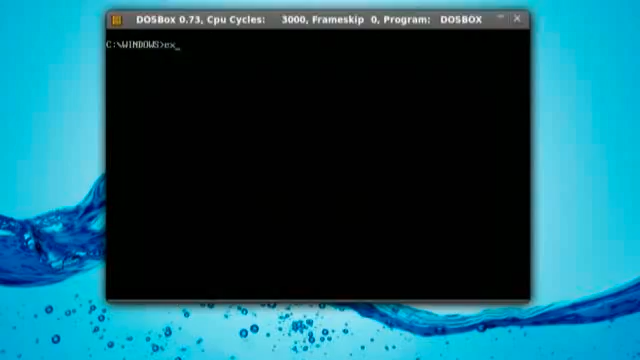 DOSBox 0.73, Cpu Cycles: 3000, Frameskip 0, Program: DOSBOX
C:\WINDOWS>ex_